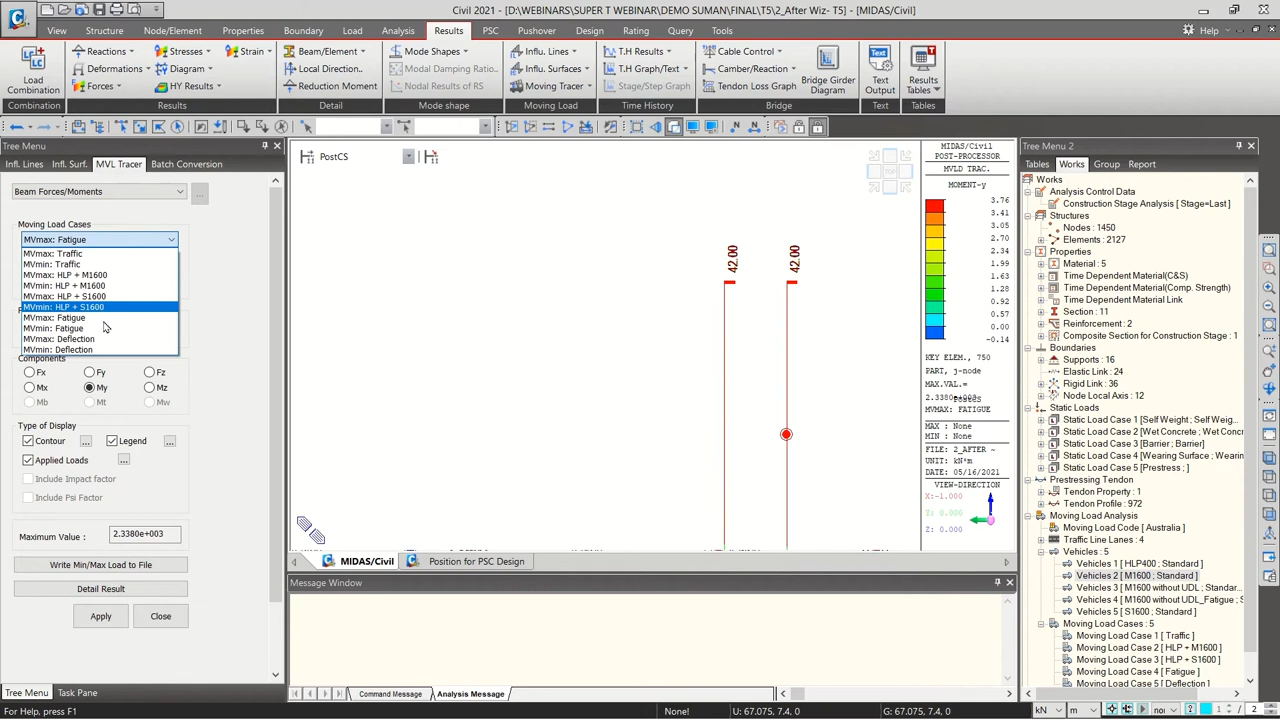 Civil 2021 - [D:\WEBINARS\SUPER T WEBINAR\DEMO SUMAN\FINAL\T5\2_After Wiz- T5] - [MIDAS/Civil]
View Structure Node/Element Properties Boundary Load Analysis Results PSC Pushover Design Rating Query Tools Help
Load Combination
Reactions
Deformations
Forces
Stresses
Diagram
HY Results
Strain
Beam/Element
Local Direction..
Reduction Moment
Mode Shapes
Modal Damping Ratio..
Nodal Results of RS
Influ. Lines
Influ. Surfaces
Moving Tracer
T.H Results
T.H Graph/Text
Stage/Step Graph
Cable Control
Camber/Reaction
Tendon Loss Graph
Bridge Girder Diagram
Text Output
Results Tables
Combination Results Detail Mode shape Moving Load Time History Bridge Text Tables
Tree Menu
Infl. Lines Infl. Surf. MVL Tracer Batch Conversion
Beam Forces/Moments
...
Moving Load Cases
MVmax: Fatigue
MVmax: Traffic
MVmin: Traffic
MVmax: HLP + M1600
MVmin: HLP + M1600
MVmax: HLP + S1600
MVmin: HLP + S1600
MVmax: Fatigue
MVmin: Fatigue
MVmax: Deflection
MVmin: Deflection
Components
Fx Fy Fz
Mx My Mz
Mb Mt Mw
Type of Display
Contour ... Legend ...
Applied Loads ...
Include Impact factor
Include Psi Factor
Maximum Value : 2.3380e+003
Write Min/Max Load to File
Detail Result
Apply Close
Tree Menu Task Pane
PostCS
TOP
42.00 42.00
MIDAS/Civil
POST-PROCESSOR
MVLD TRAC.
MOMENT-y
3.76
3.41
3.05
2.70
2.34
1.99
1.63
1.28
0.92
0.57
0.00
-0.14
KEY ELEM., 750
PART, j-node
MAX.VAL.=
2.3380e+003
PostCS
MVMAX: FATIGUE
MAX : None
MIN : None
FILE: 2_AFTER ~
UNIT: kN*m
DATE: 05/16/2021
VIEW-DIRECTION
X:-1.000
Y: 0.000
Z: 0.000
MIDAS/Civil Position for PSC Design
Message Window
Command Message Analysis Message
Tree Menu 2
Tables Works Group Report
Works
Analysis Control Data
Construction Stage Analysis [ Stage=Last ]
Structures
Nodes : 1450
Elements : 2127
Properties
Material : 5
Time Dependent Material(C&S)
Time Dependent Material(Comp. Strength)
Time Dependent Material Link
Section : 11
Reinforcement : 2
Composite Section for Construction Stage : 1
Boundaries
Supports : 16
Elastic Link : 24
Rigid Link : 36
Node Local Axis : 12
Static Loads
Static Load Case 1 [Self Weight ; Self Weig...
Static Load Case 2 [Wet Concrete ; Wet Conc...
Static Load Case 3 [Barrier ; Barrier]
Static Load Case 4 [Wearing Surface ; Wearin
Static Load Case 5 [Prestress ; ]
Prestressing Tendon
Tendon Property : 1
Tendon Profile : 972
Moving Load Analysis
Moving Load Code [ Australia ]
Traffic Line Lanes : 4
Vehicles : 5
Vehicles 1 [ HLP400 ; Standard ]
Vehicles 2 [ M1600 ; Standard ]
Vehicles 3 [ M1600 without UDL ; Standar...
Vehicles 4 [ M1600 without UDL_Fatigue ; S
Vehicles 5 [ S1600 ; Standard ]
Moving Load Cases : 5
Moving Load Case 1 [ Traffic ]
Moving Load Case 2 [ HLP + M1600 ]
Moving Load Case 3 [ HLP + S1600 ]
Moving Load Case 4 [ Fatigue ]
Moving Load Case 5 [ Deflection ]
For Help, press F1 None! U: 67.075, 7.4, 0 G: 67.075, 7.4, 0 kN m non 1 / 2